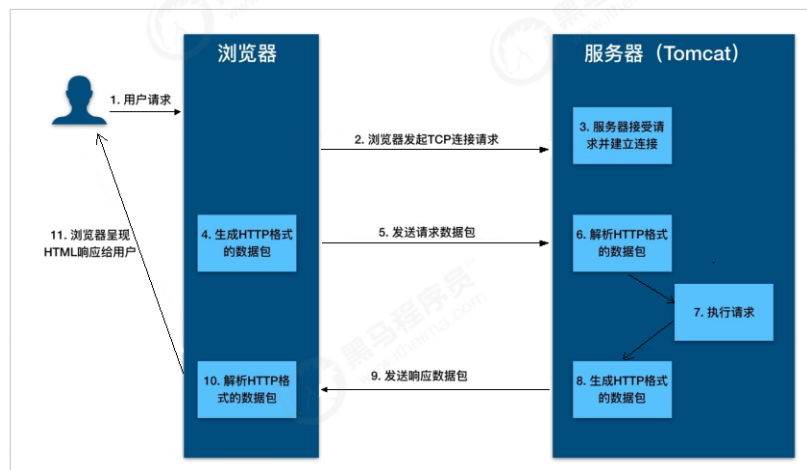 浏览器
服务器（Tomcat）
1. 用户请求
2. 浏览器发起TCP连接请求
3. 服务器接受请
求并建立连接
4. 生成HTTP格式
的数据包
5. 发送请求数据包
6. 解析HTTP格式
的数据包
7. 执行请求
8. 生成HTTP格式
的数据包
9. 发送响应数据包
10. 解析HTTP格
式的数据包
11. 浏览器呈现
HTML响应给用户
黑马程序员
www.itheima.com